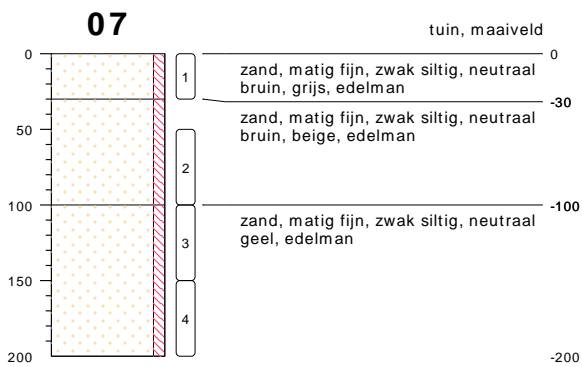 07
tuin, maaiveld
0
0
1
zand, matig fijn, zwak siltig, neutraal
bruin, grijs, edelman
-30
zand, matig fijn, zwak siltig, neutraal
bruin, beige, edelman
50
2
100
-100
zand, matig fijn, zwak siltig, neutraal
geel, edelman
3
150
4
200
-200